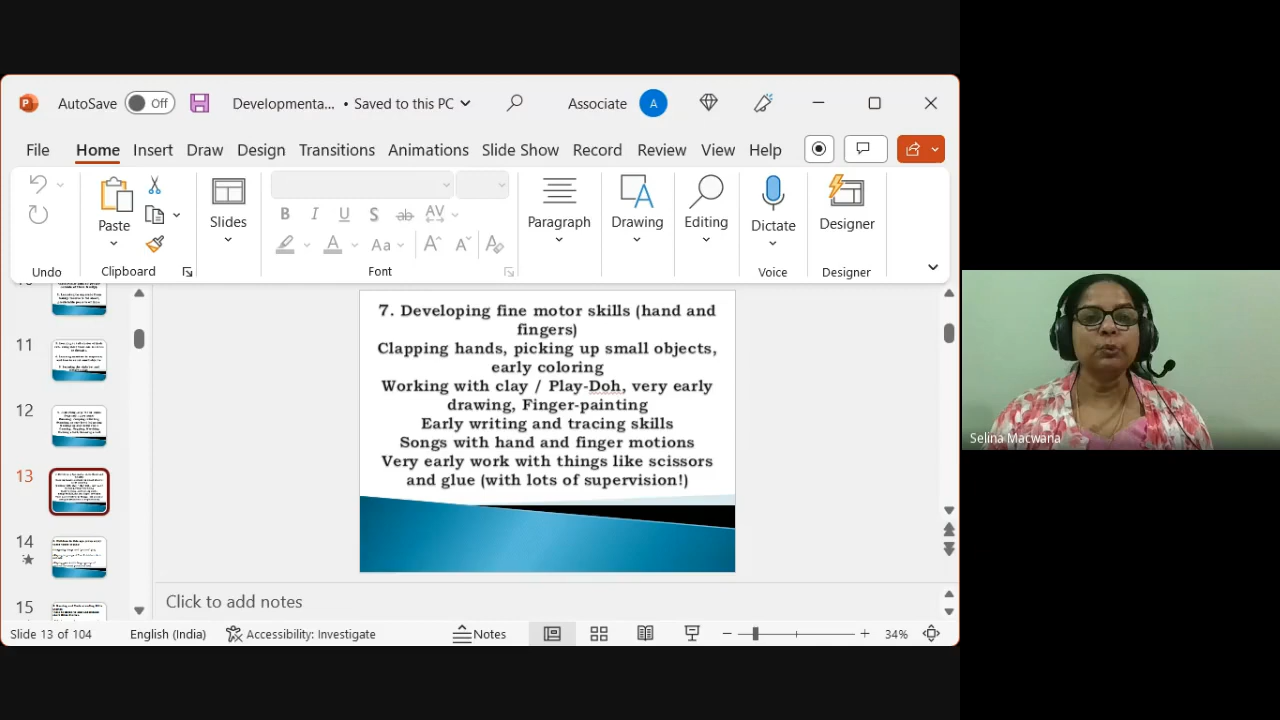 AutoSave Off Developmenta... • Saved to this PC Associate A
File Home Insert Draw Design Transitions Animations Slide Show Record Review View Help
Paste Slides Paragraph Drawing Editing Dictate Designer
B I U S ab AV
A Aa A A A
Undo Clipboard Font Voice Designer
7. Developing fine motor skills (hand and
fingers)
Clapping hands, picking up small objects,
early coloring
Working with clay / Play-Doh, very early
drawing, Finger-painting
Early writing and tracing skills
Songs with hand and finger motions
Very early work with things like scissors
and glue (with lots of supervision!)
11
12
13
14
15
Click to add notes
Slide 13 of 104 English (India) Accessibility: Investigate Notes 34%
Selina Macwana